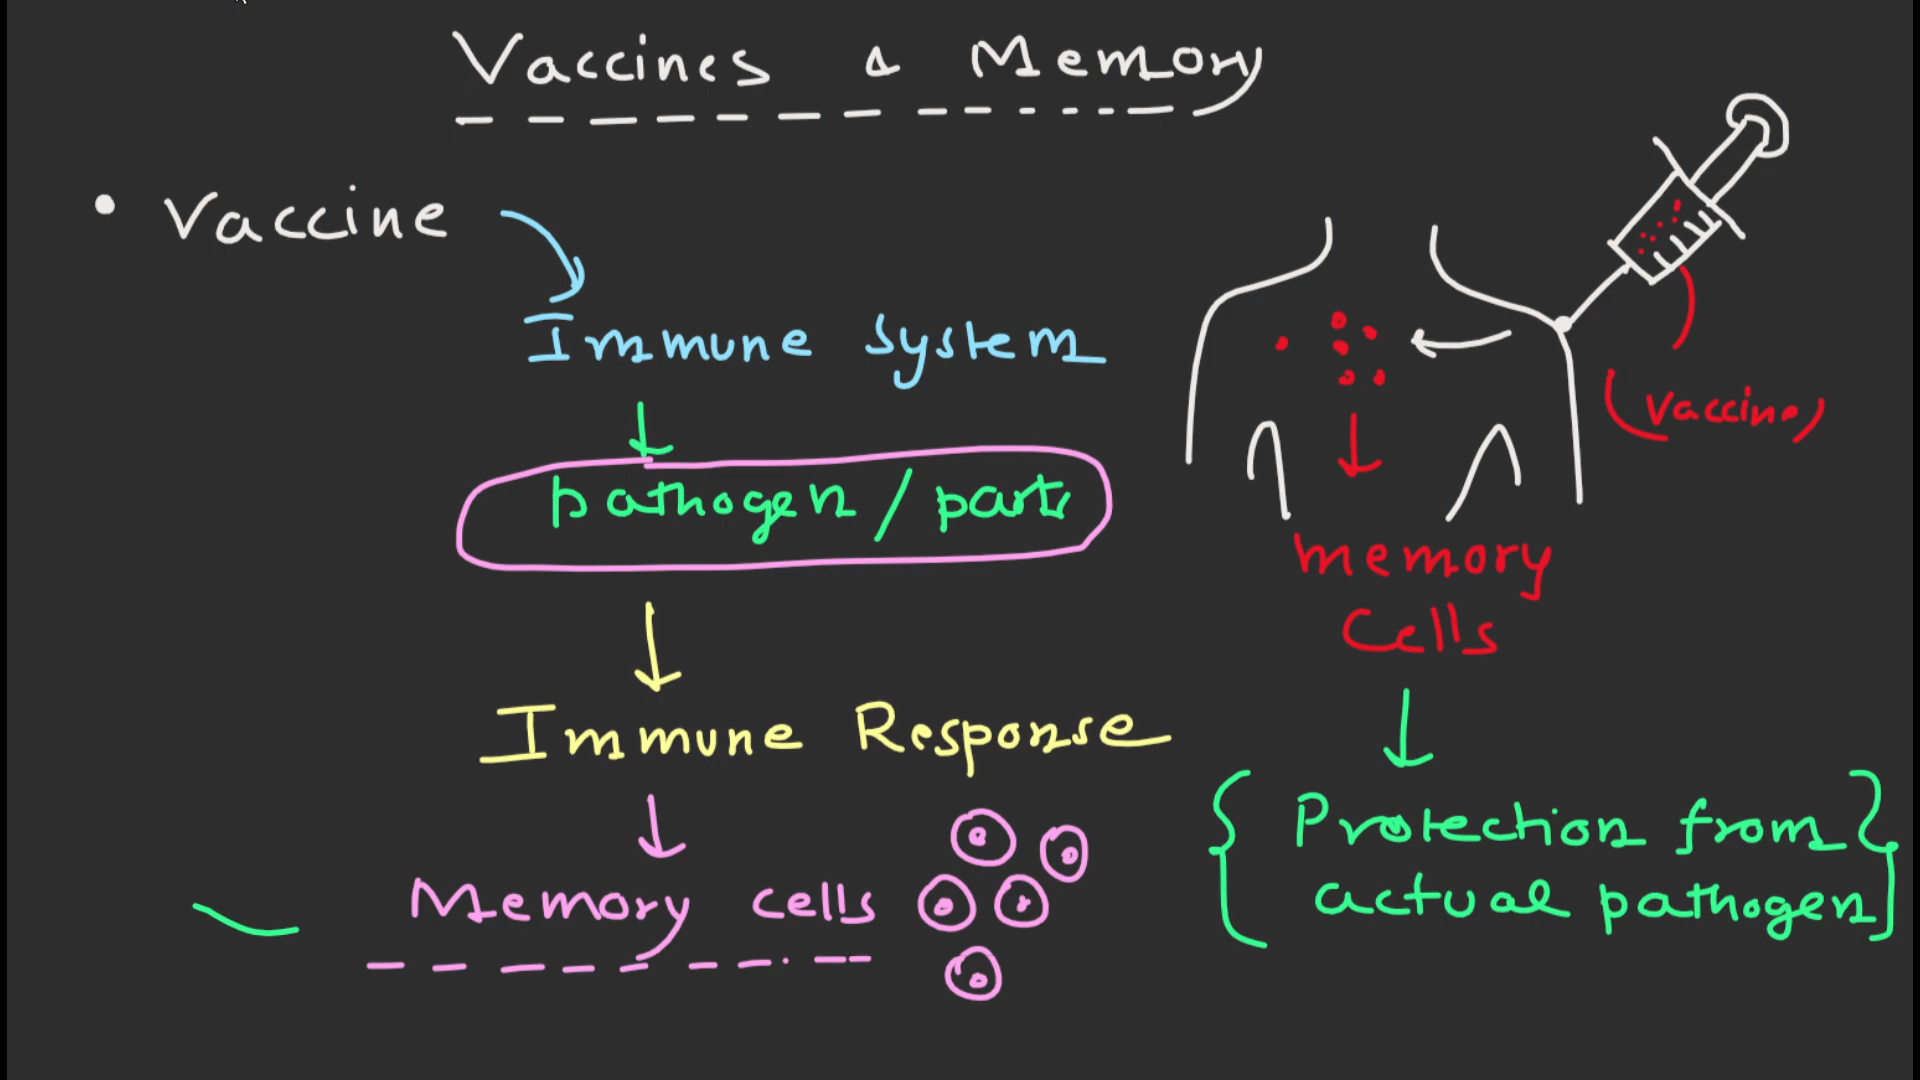 Vaccines & Memory
• Vaccine
Immune system
pathogen / parts
Immune Response
Memory cells
(Vaccine)
memory
cells
{ Protection from }
actual pathogen